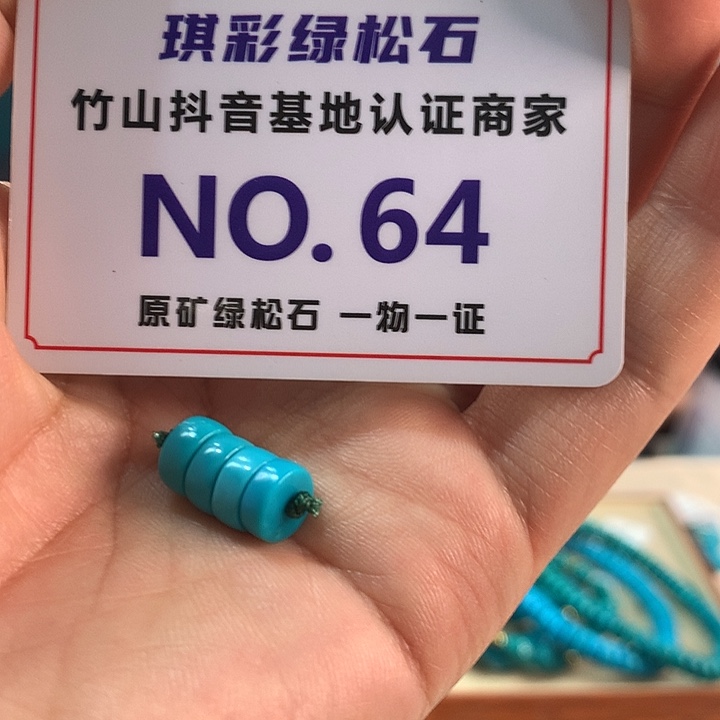 琪彩绿松石
竹山抖音基地认证商家
NO.64
原矿绿松石 一物一证